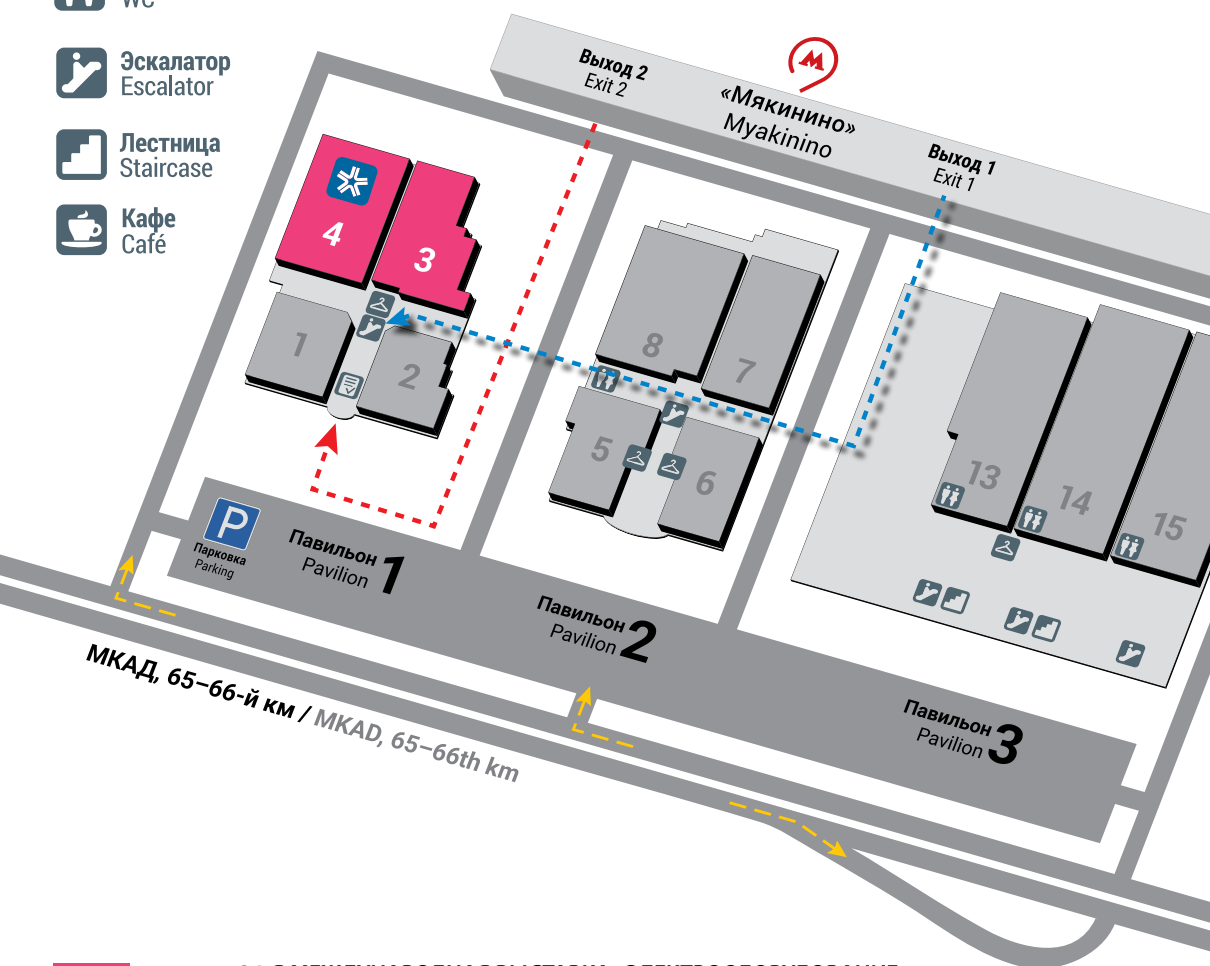 WC
Эскалатор
Escalator
Лестница
Staircase
Кафе
Café
Выход 2
Exit 2
М
«Мякинино»
Myakinino
Выход 1
Exit 1
4
3
1
2
8
7
5
6
13
14
15
P
Парковка
Parking
Павильон 1
Pavilion
Павильон 2
Pavilion
Павильон 3
Pavilion
МКАД, 65–66-й км / MKAD, 65–66th km